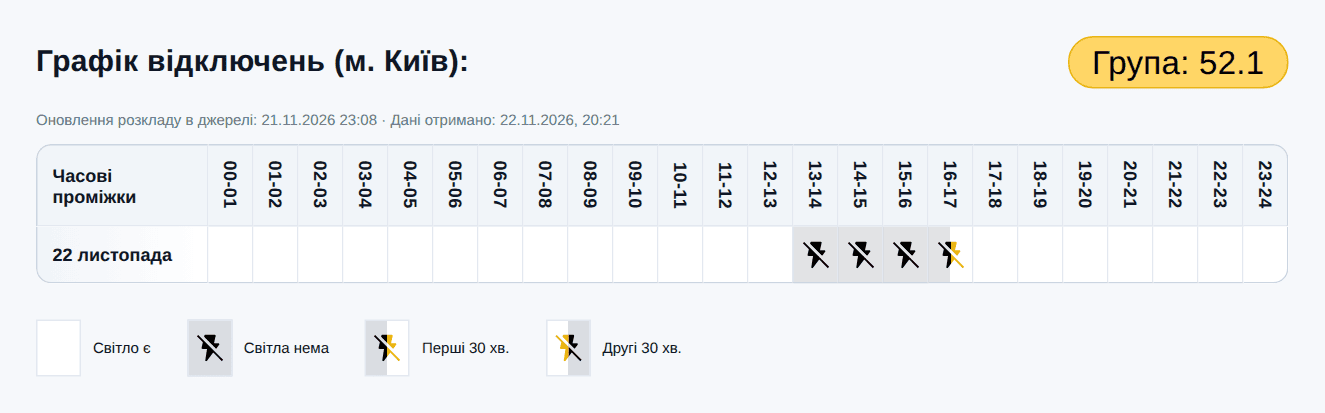 Графік відключень (м. Київ):
Група: 52.1
Оновлення розкладу в джерелі: 21.11.2026 23:08 · Дані отримано: 22.11.2026, 20:21
Часові
проміжки
00-01
01-02
02-03
03-04
04-05
05-06
06-07
07-08
08-09
09-10
10-11
11-12
12-13
13-14
14-15
15-16
16-17
17-18
18-19
19-20
20-21
21-22
22-23
23-24
22 листопада
Світло є
Світла нема
Перші 30 хв.
Другі 30 хв.